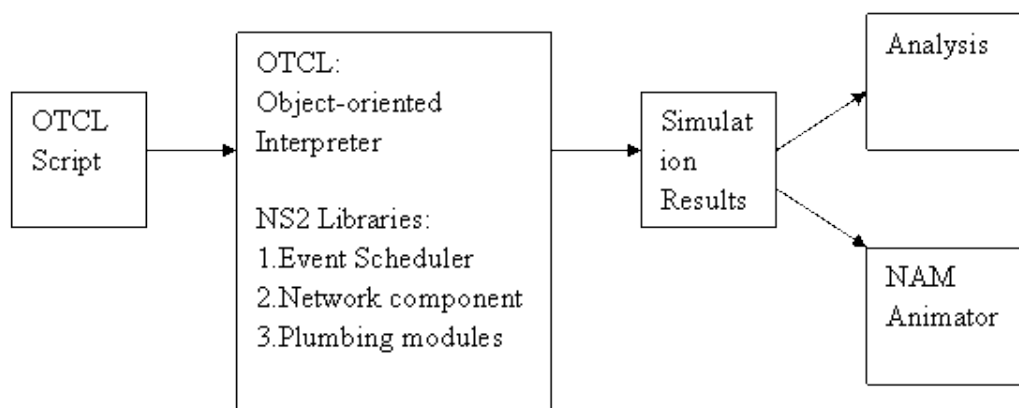 OTCL
Script
OTCL:
Object-oriented
Interpreter
NS2 Libraries:
1.Event Scheduler
2.Network component
3.Plumbing modules
Simulat
ion
Results
Analysis
NAM
Animator